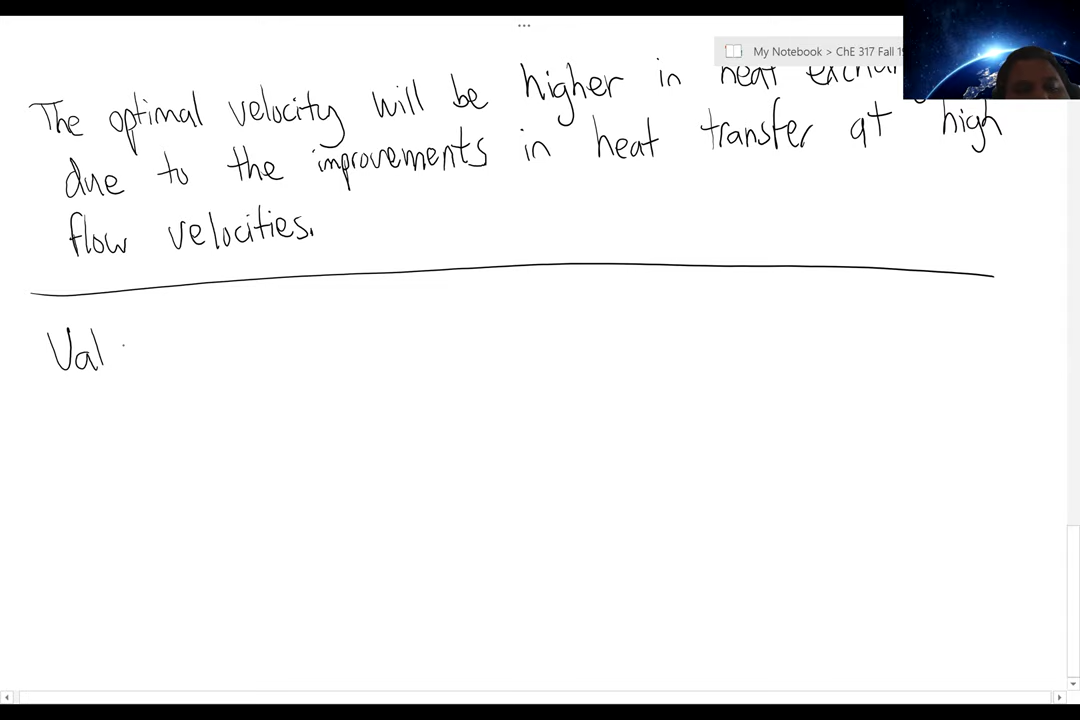 My Notebook > ChE 317 Fall
The optimal velocity will be higher in heat
due to the improvements in heat transfer at high
flow velocities.
Val